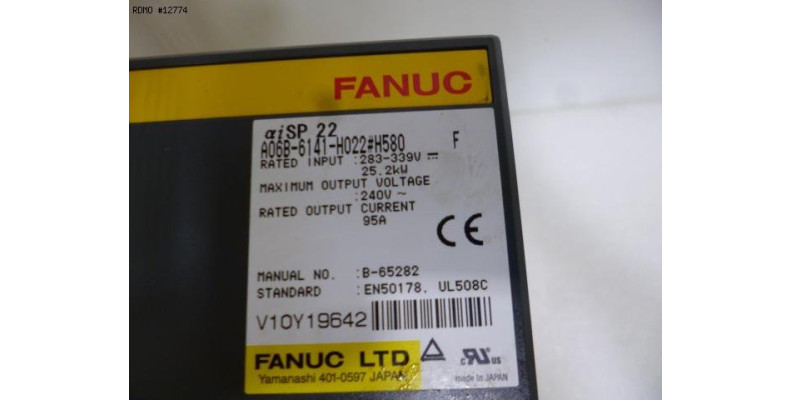 RDMO #12774
FANUC
αiSP 22
A06B-6141-H022#H580 F
RATED INPUT :283-339V ⎓
25.2kW
MAXIMUM OUTPUT VOLTAGE
:240V ~
RATED OUTPUT CURRENT
95A
CE
MANUAL NO. :B-65282
STANDARD :EN50178, UL508C
V10Y19642
FANUC LTD
Yamanashi 401-0597 JAPAN
c RU US
made in JAPAN